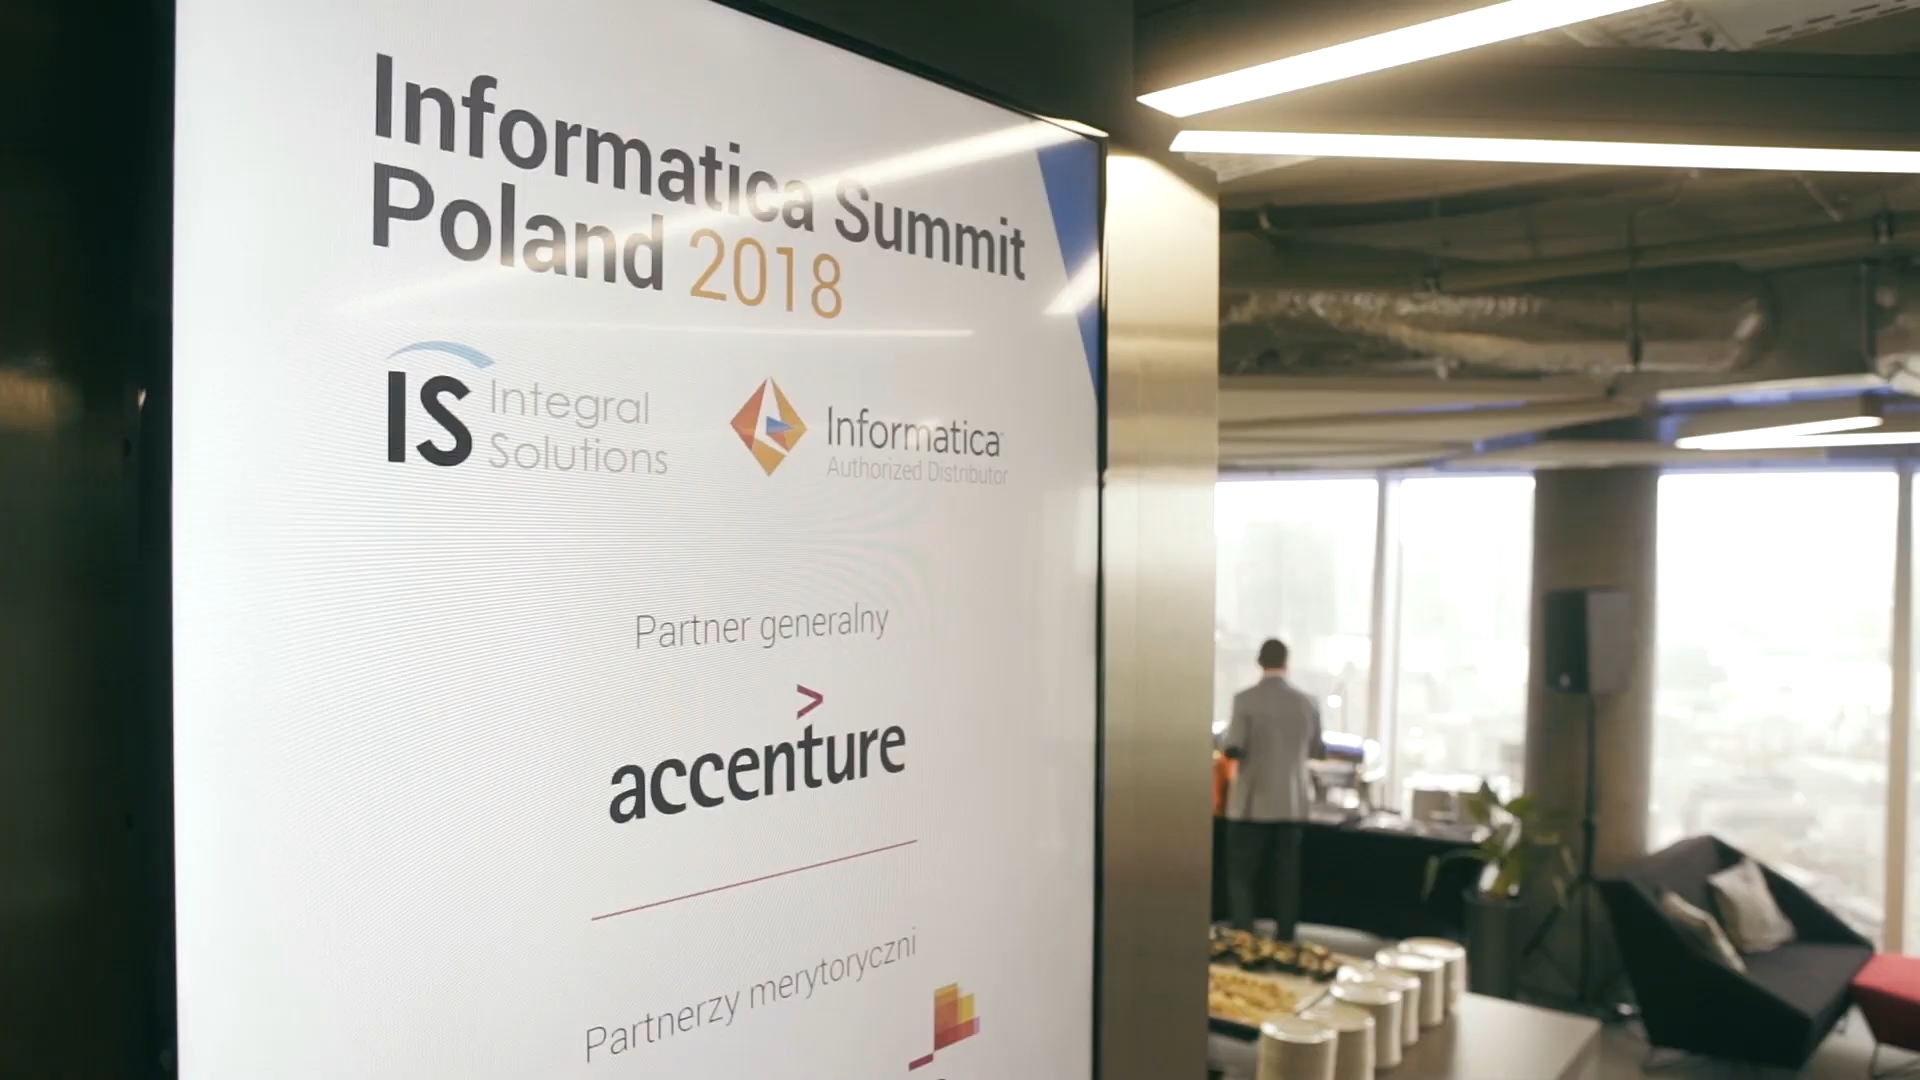 Informatica Summit
Poland 2018
IS Integral
Solutions
Informatica
Authorized Distributor
Partner generalny
>
accenture
Partnerzy merytoryczni